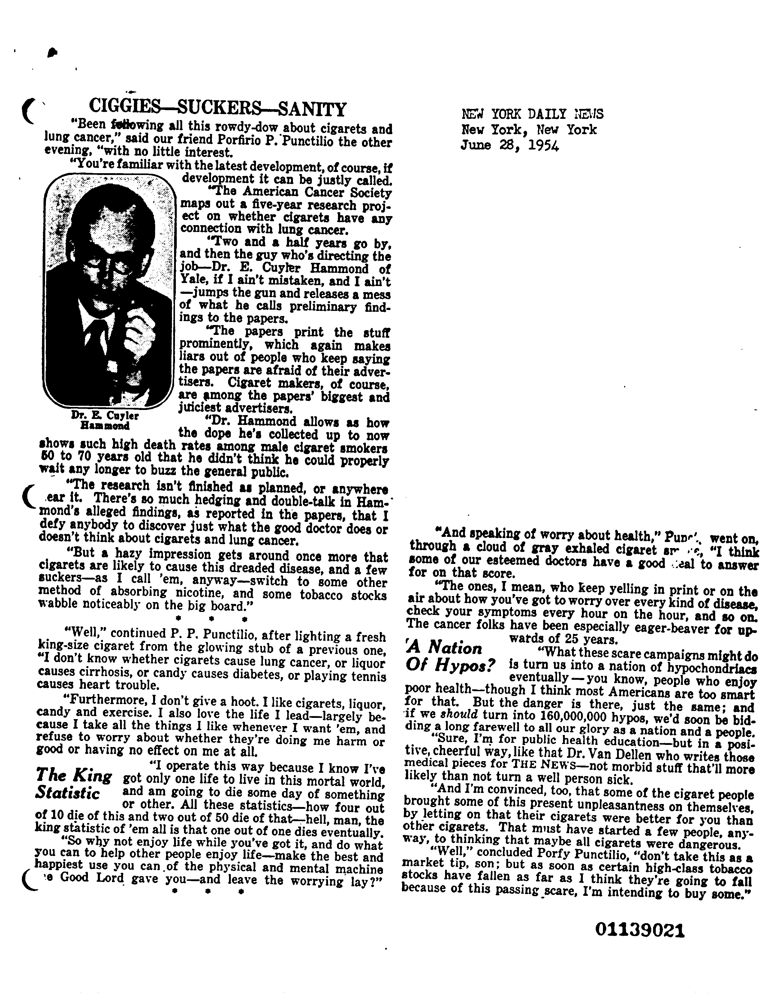 CIGGIES—SUCKERS—SANITY
"Been following all this rowdy-dow about cigarets and
lung cancer," said our friend Porfirio P. Punctilio the other
evening, "with no little interest.
"You're familiar with the latest development, of course, if
development it can be justly called.
"The American Cancer Society
maps out a five-year research proj-
ect on whether cigarets have any
connection with lung cancer.
"Two and a half years go by,
and then the guy who's directing the
job—Dr. E. Cuyler Hammond of
Yale, if I ain't mistaken, and I ain't
—jumps the gun and releases a mess
of what he calls preliminary find-
ings to the papers.
"The papers print the stuff
prominently, which again makes
liars out of people who keep saying
the papers are afraid of their adver-
tisers. Cigaret makers, of course,
are among the papers' biggest and
juiciest advertisers.
Dr. E. Cuyler
Hammond
"Dr. Hammond allows as how
the dope he's collected up to now
shows such high death rates among male cigaret smokers
50 to 70 years old that he didn't think he could properly
wait any longer to buzz the general public.
"The research isn't finished as planned, or anywhere
ear it. There's so much hedging and double-talk in Ham-
mond's alleged findings, as reported in the papers, that I
defy anybody to discover just what the good doctor does or
doesn't think about cigarets and lung cancer.
"But a hazy impression gets around once more that
cigarets are likely to cause this dreaded disease, and a few
suckers—as I call 'em, anyway—switch to some other
method of absorbing nicotine, and some tobacco stocks
wabble noticeably on the big board."
* * *
"Well," continued P. P. Punctilio, after lighting a fresh
king-size cigaret from the glowing stub of a previous one,
"I don't know whether cigarets cause lung cancer, or liquor
causes cirrhosis, or candy causes diabetes, or playing tennis
causes heart trouble.
"Furthermore, I don't give a hoot. I like cigarets, liquor,
candy and exercise. I also love the life I lead—largely be-
cause I take all the things I like whenever I want 'em, and
refuse to worry about whether they're doing me harm or
good or having no effect on me at all.
"I operate this way because I know I've
The King got only one life to live in this mortal world,
Statistic and am going to die some day of something
or other. All these statistics—how four out
of 10 die of this and two out of 50 die of that—hell, man, the
king statistic of 'em all is that one out of one dies eventually.
"So why not enjoy life while you've got it, and do what
you can to help other people enjoy life—make the best and
happiest use you can of the physical and mental machine
e Good Lord gave you—and leave the worrying lay?"
* * *
NEW YORK DAILY NEWS
New York, New York
June 28, 1954
"And speaking of worry about health," went on,
through a cloud of gray exhaled cigaret "I think
some of our esteemed doctors have a good to answer
for on that score.
"The ones, I mean, who keep yelling in print or on the
air about how you've got to worry over every kind of disease,
check your symptoms every hour on the hour, and so on.
The cancer folks have been especially eager-beaver for up-
wards of 25 years.
'A Nation "What these scare campaigns might do
Of Hypos? is turn us into a nation of hypochondriacs
eventually—you know, people who enjoy
poor health—though I think most Americans are too smart
for that. But the danger is there, just the same; and
if we should turn into 160,000,000 hypos, we'd soon be bid-
ding a long farewell to all our glory as a nation and a people.
"Sure, I'm for public health education—but in a posi-
tive, cheerful way, like that Dr. Van Dellen who writes those
medical pieces for THE NEWS—not morbid stuff that'll more
likely than not turn a well person sick.
"And I'm convinced, too, that some of the cigaret people
brought some of this present unpleasantness on themselves,
by letting on that their cigarets were better for you than
other cigarets. That must have started a few people, any-
way, to thinking that maybe all cigarets were dangerous.
"Well," concluded Porfy Punctilio, "don't take this as a
market tip, son; but as soon as certain high-class tobacco
stocks have fallen as far as I think they're going to fall
because of this passing scare, I'm intending to buy some."
01139021